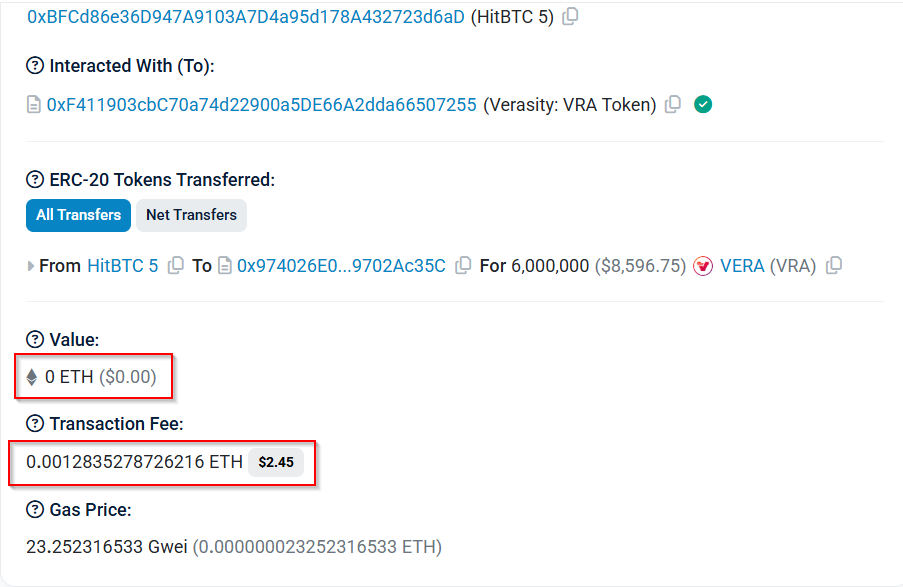 0xBFCd86e36D947A9103A7D4a95d178A432723d6aD (HitBTC 5)
Interacted With (To):
0xF411903cbC70a74d22900a5DE66A2dda66507255 (Verasity: VRA Token)
ERC-20 Tokens Transferred:
All Transfers Net Transfers
From HitBTC 5 To 0x974026E0...9702Ac35C For 6,000,000 ($8,596.75) VERA (VRA)
Value:
0 ETH ($0.00)
Transaction Fee:
0.0012835278726216 ETH $2.45
Gas Price:
23.252316533 Gwei (0.000000023252316533 ETH)